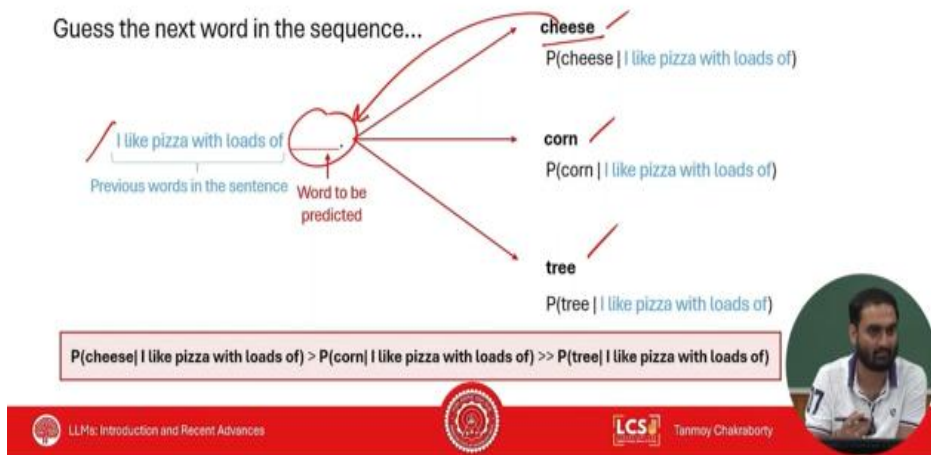 Guess the next word in the sequence...
cheese
P(cheese | I like pizza with loads of)
I like pizza with loads of ____.
Previous words in the sentence
Word to be
predicted
corn
P(corn | I like pizza with loads of)
tree
P(tree | I like pizza with loads of)
P(cheese| I like pizza with loads of) > P(corn| I like pizza with loads of) >> P(tree| I like pizza with loads of)
LLMs: Introduction and Recent Advances
LCS
Tanmoy Chakraborty